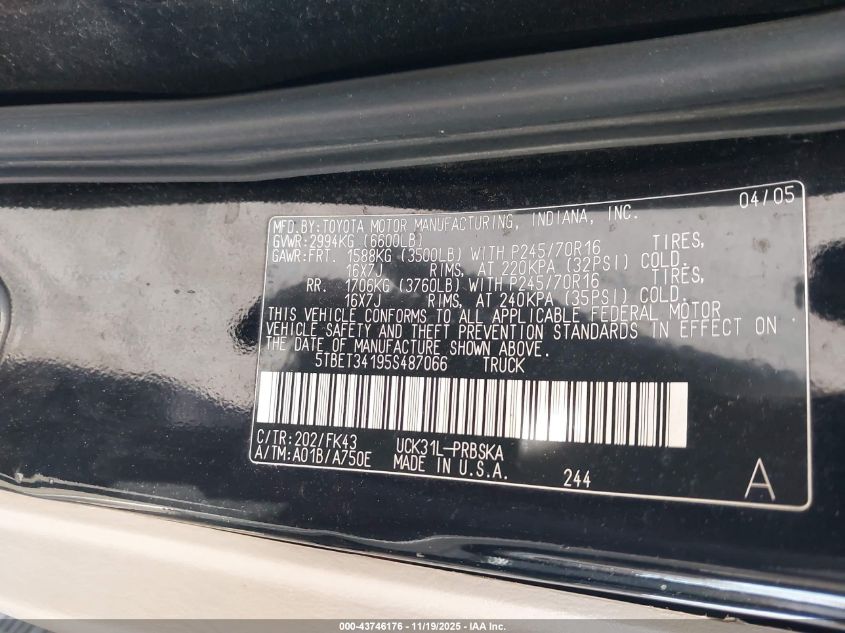 04/05
MFD.BY:TOYOTA MOTOR MANUFACTURING, INDIANA, INC.
GVWR:2994KG (6600LB)
GAWR:FRT. 1588KG (3500LB) WITH P245/70R16 TIRES,
16X7J RIMS, AT 220KPA (32PSI) COLD.
RR. 1706KG (3760LB) WITH P245/70R16 TIRES,
16X7J RIMS, AT 240KPA (35PSI) COLD.
THIS VEHICLE CONFORMS TO ALL APPLICABLE FEDERAL MOTOR
VEHICLE SAFETY AND THEFT PREVENTION STANDARDS IN EFFECT ON
THE DATE OF MANUFACTURE SHOWN ABOVE.
5TBET34195S487066 TRUCK
C/TR:202/FK43 UCK31L-PRBSKA
A/TM:A01B/A750E MADE IN U.S.A. 244 A
000-43746176 - 11/19/2025 - IAA Inc.